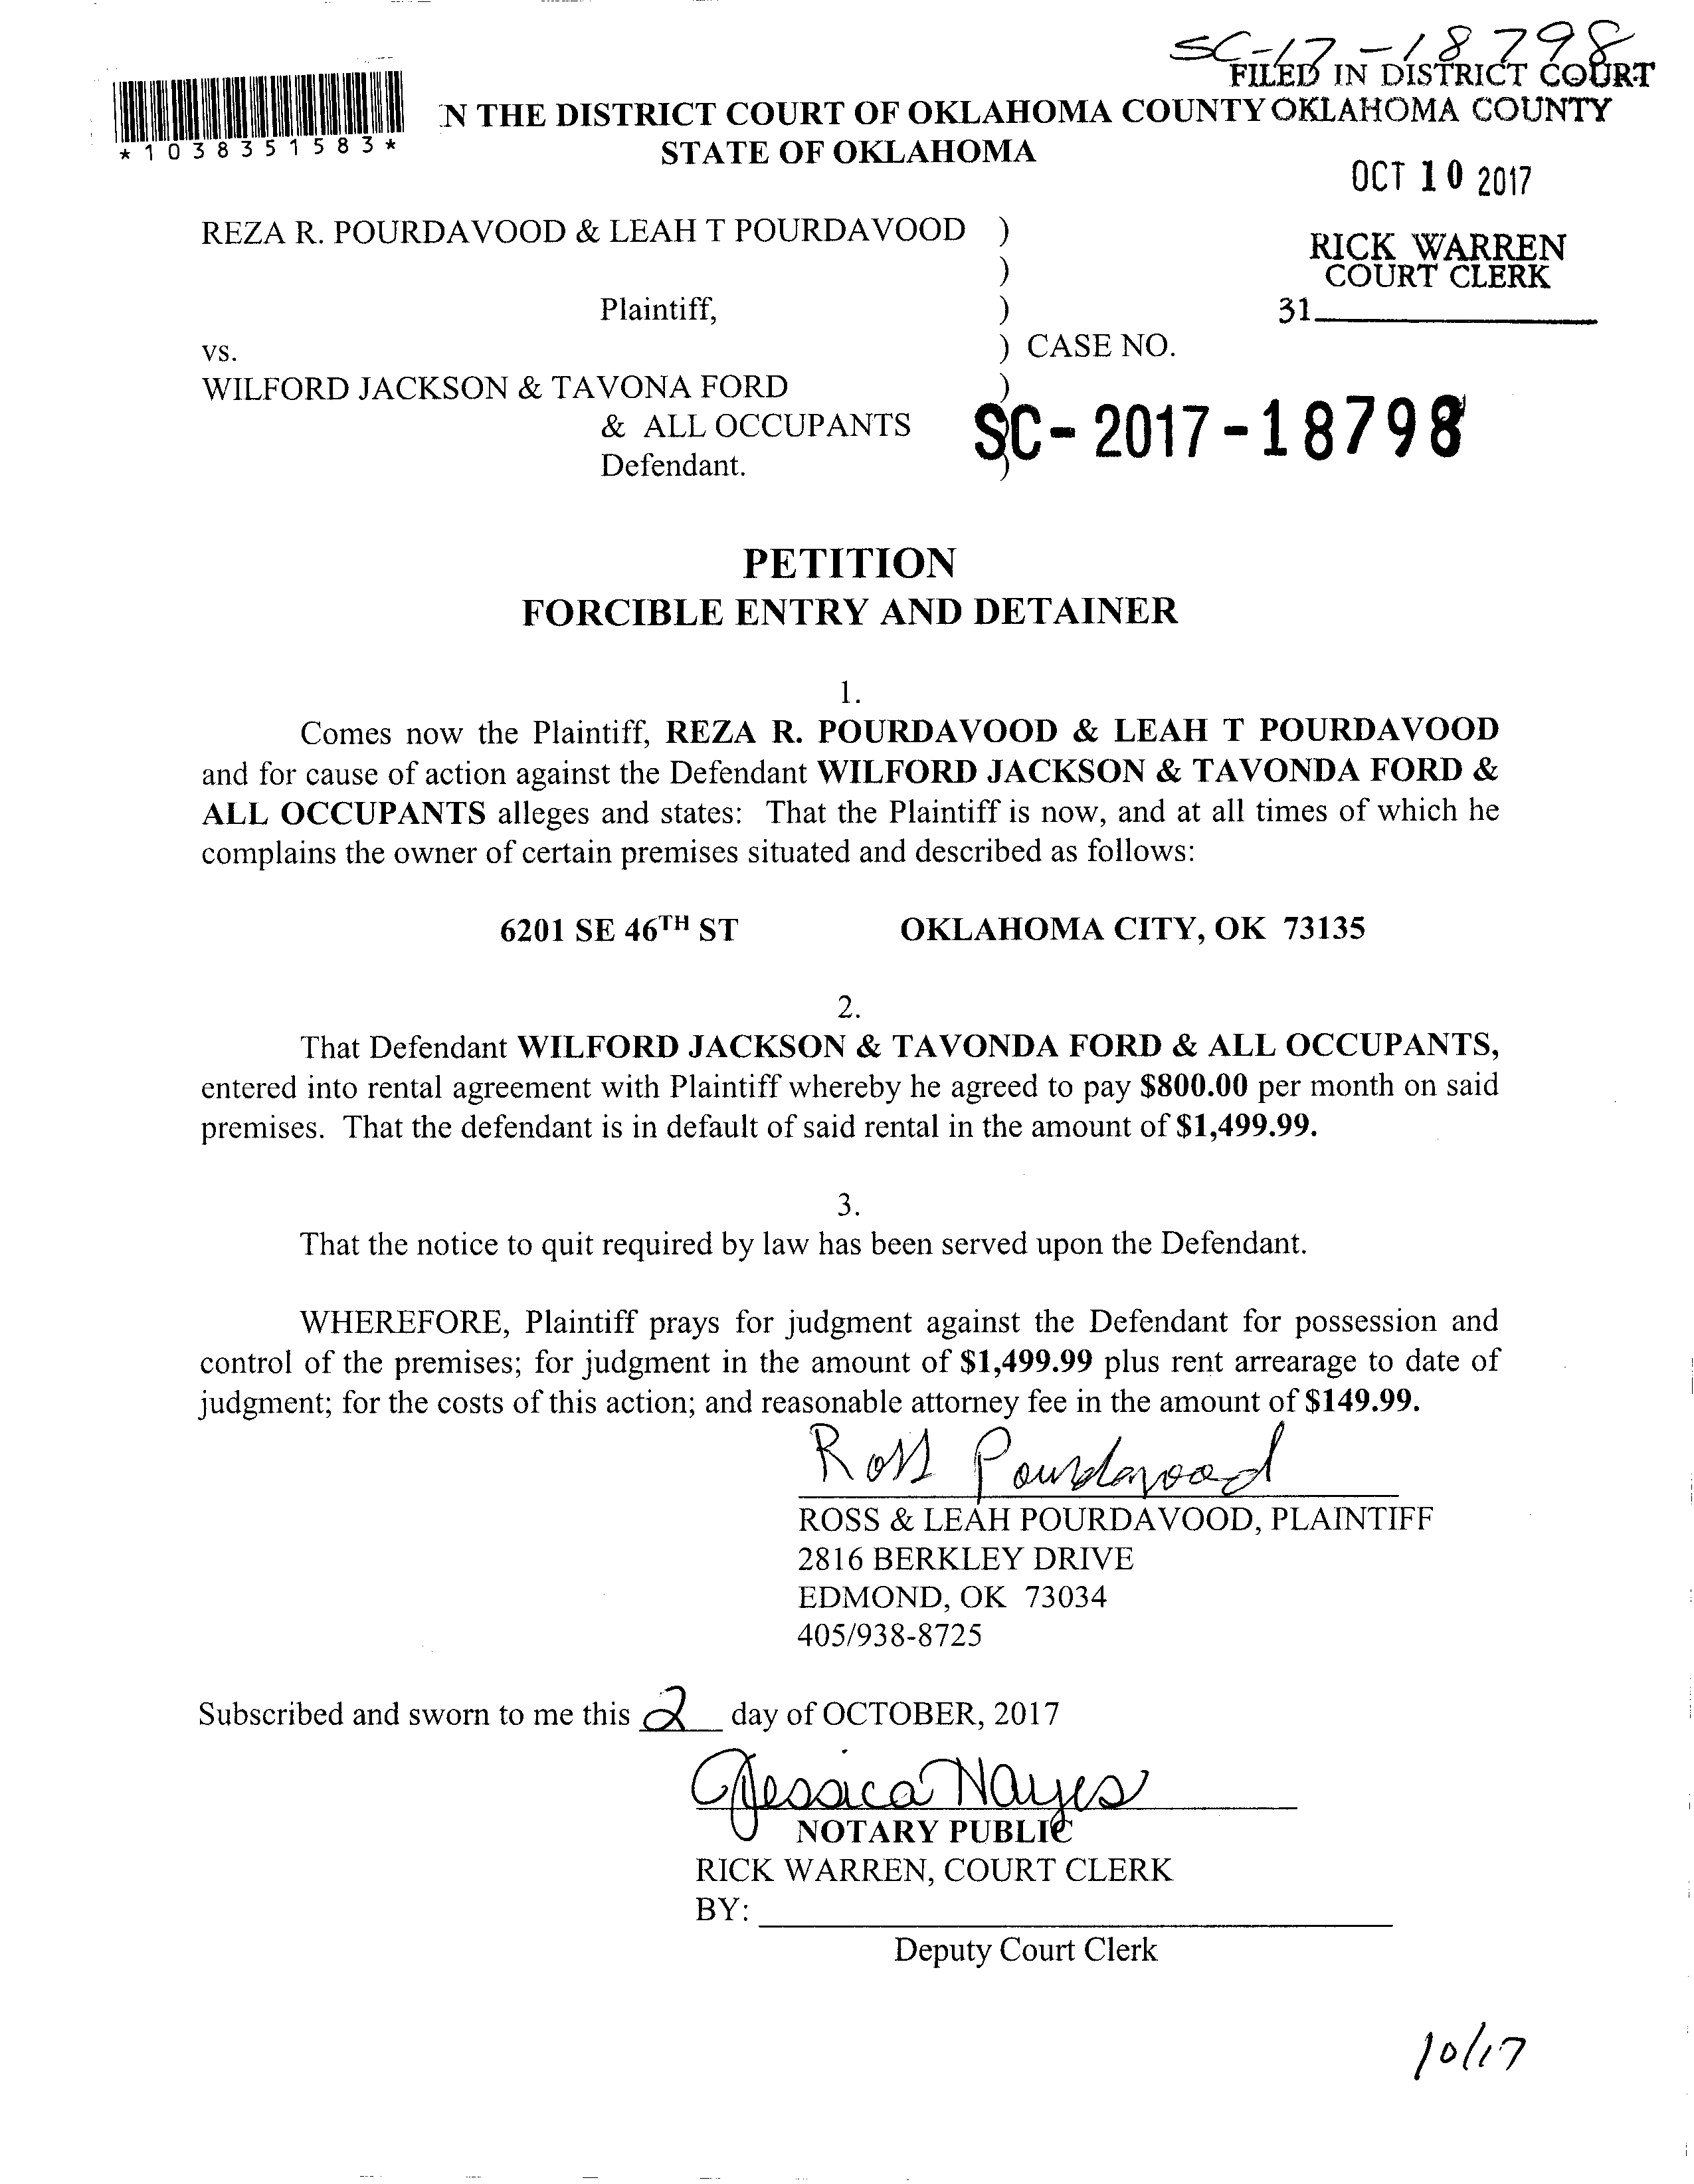 SC-17-18798
FILED IN DISTRICT COURT
N THE DISTRICT COURT OF OKLAHOMA COUNTY OKLAHOMA COUNTY
*1038351583*
STATE OF OKLAHOMA
OCT 10 2017
REZA R. POURDAVOOD & LEAH T POURDAVOOD )
RICK WARREN
)
COURT CLERK
Plaintiff, )
31
vs. ) CASE NO.
WILFORD JACKSON & TAVONA FORD )
& ALL OCCUPANTS
SC-2017-18798
Defendant. )
PETITION
FORCIBLE ENTRY AND DETAINER
1.
Comes now the Plaintiff, REZA R. POURDAVOOD & LEAH T POURDAVOOD
and for cause of action against the Defendant WILFORD JACKSON & TAVONDA FORD &
ALL OCCUPANTS alleges and states: That the Plaintiff is now, and at all times of which he
complains the owner of certain premises situated and described as follows:
6201 SE 46TH ST OKLAHOMA CITY, OK 73135
2.
That Defendant WILFORD JACKSON & TAVONDA FORD & ALL OCCUPANTS,
entered into rental agreement with Plaintiff whereby he agreed to pay $800.00 per month on said
premises. That the defendant is in default of said rental in the amount of $1,499.99.
3.
That the notice to quit required by law has been served upon the Defendant.
WHEREFORE, Plaintiff prays for judgment against the Defendant for possession and
control of the premises; for judgment in the amount of $1,499.99 plus rent arrearage to date of
judgment; for the costs of this action; and reasonable attorney fee in the amount of $149.99.
Ross Pourdavood
ROSS & LEAH POURDAVOOD, PLAINTIFF
2816 BERKLEY DRIVE
EDMOND, OK 73034
405/938-8725
Subscribed and sworn to me this 2 day of OCTOBER, 2017
Jessica Hayes
NOTARY PUBLIC
RICK WARREN, COURT CLERK
BY:
Deputy Court Clerk
10/17